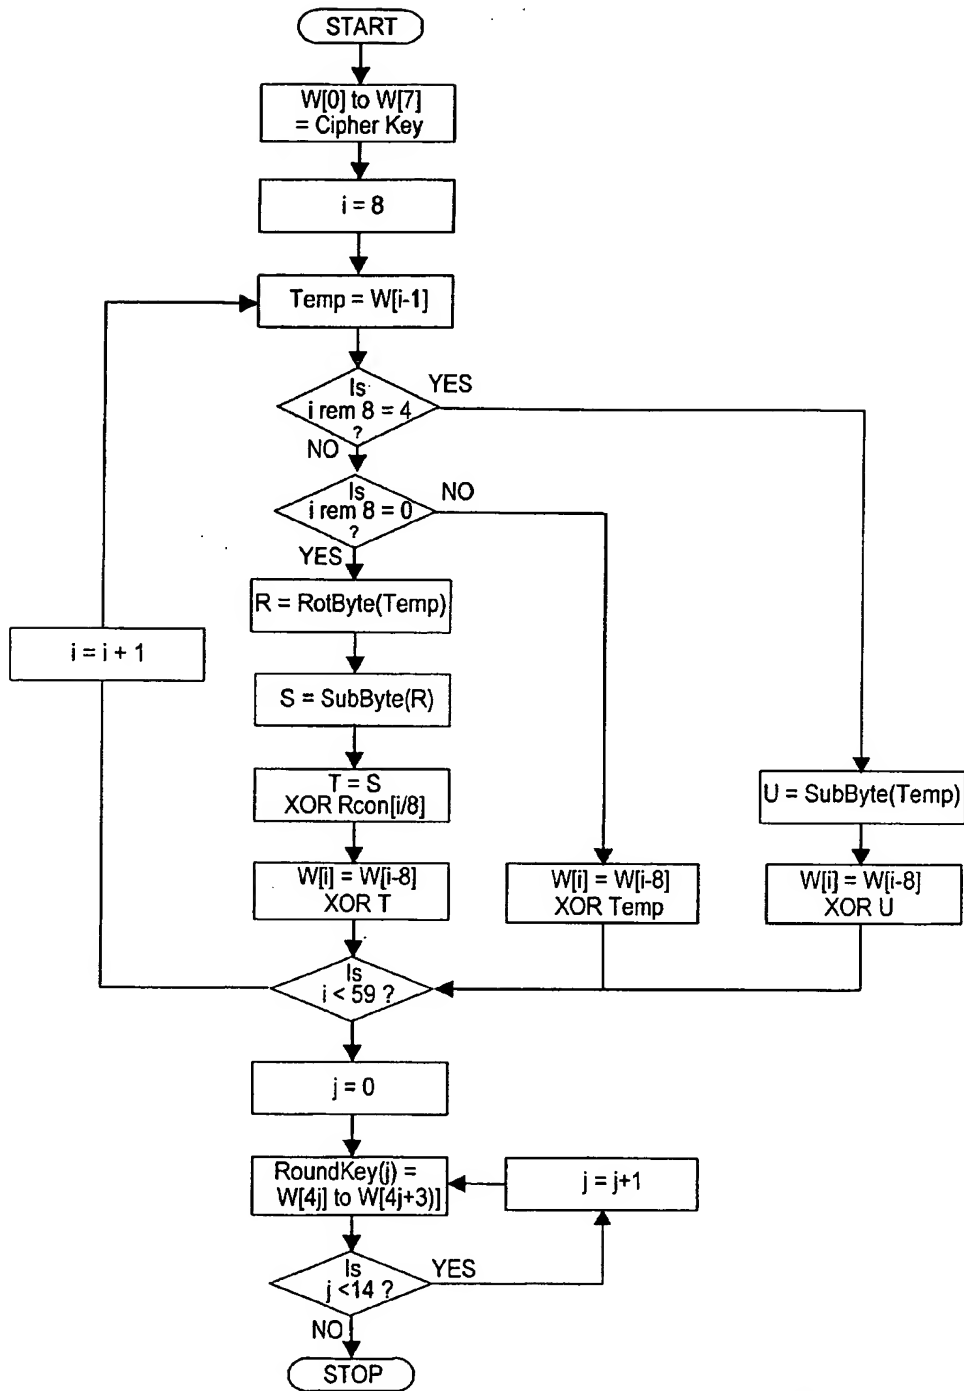 START
W[0] to W[7]
= Cipher Key
i = 8
Temp = W[i-1]
Is
i rem 8 = 4
?
YES
NO
Is
i rem 8 = 0
?
NO
YES
R = RotByte(Temp)
i = i + 1
S = SubByte(R)
T = S
XOR Rcon[i/8]
U = SubByte(Temp)
W[i] = W[i-8]
XOR T
W[i] = W[i-8]
XOR Temp
W[i] = W[i-8]
XOR U
Is
i < 59 ?
j = 0
RoundKey(j) =
W[4j] to W[4j+3)]
j = j+1
Is
j <14 ?
YES
NO
STOP